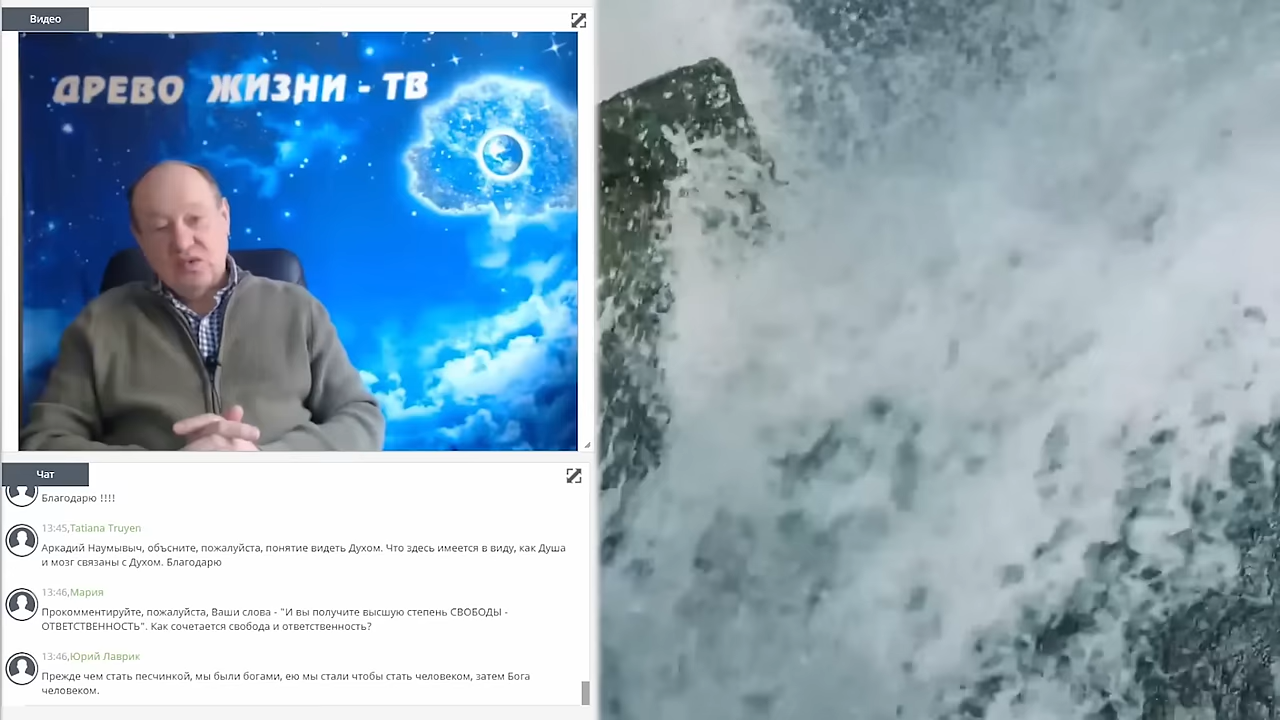 Видео
ДРЕВО ЖИЗНИ - ТВ
Чат
Благодарю !!!!
13:45,Tatiana Truyen
Аркадий Наумывыч, объсните, пожалуйста, понятие видеть Духом. Что здесь имеется в виду, как Душа
и мозг связаны с Духом. Благодарю
13:46,Мария
Прокомментируйте, пожалуйста, Ваши слова - "И вы получите высшую степень СВОБОДЫ -
ОТВЕТСТВЕННОСТЬ". Как сочетается свобода и ответственность?
13:46,Юрий Лаврик
Прежде чем стать песчинкой, мы были богами, ею мы стали чтобы стать человеком, затем Бога
человеком.